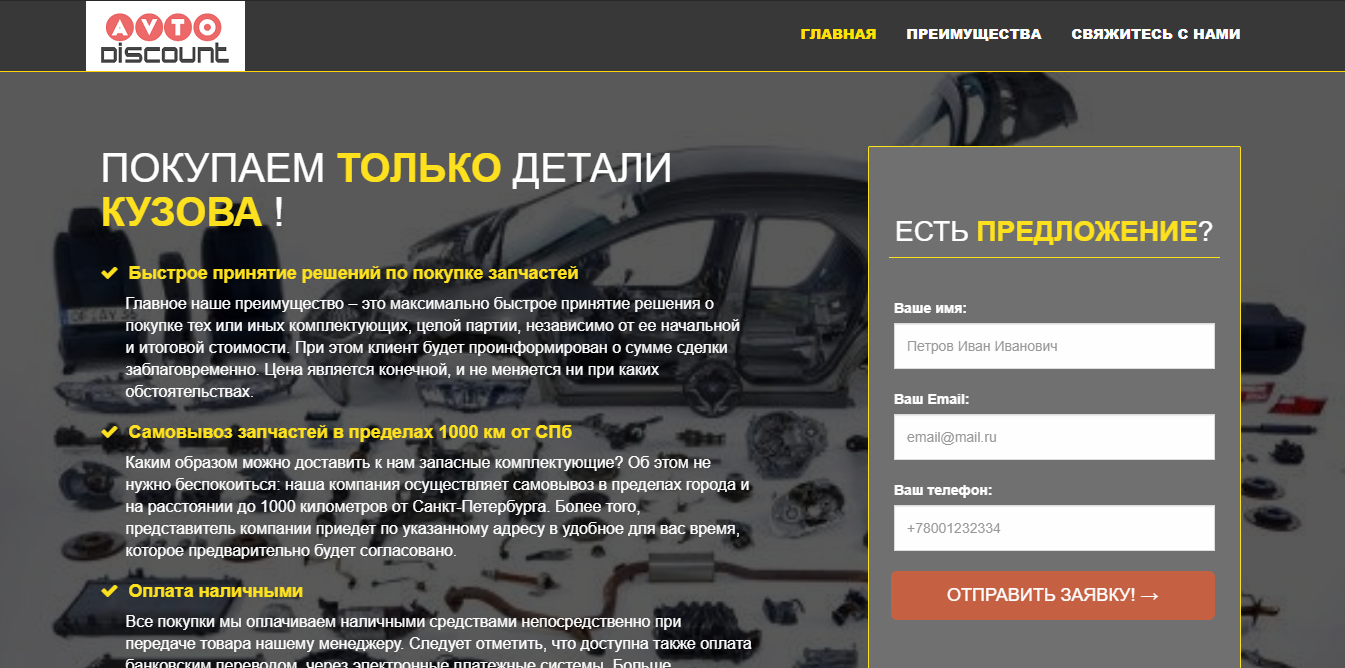 AVTO
Discount
ГЛАВНАЯ
ПРЕИМУЩЕСТВА
СВЯЖИТЕСЬ С НАМИ
ПОКУПАЕМ ТОЛЬКО ДЕТАЛИ
КУЗОВА !
Быстрое принятие решений по покупке запчастей
Главное наше преимущество – это максимально быстрое принятие решения о
покупке тех или иных комплектующих, целой партии, независимо от ее начальной
и итоговой стоимости. При этом клиент будет проинформирован о сумме сделки
заблаговременно. Цена является конечной, и не меняется ни при каких
обстоятельствах.
Самовывоз запчастей в пределах 1000 км от СПб
Каким образом можно доставить к нам запасные комплектующие? Об этом не
нужно беспокоиться: наша компания осуществляет самовывоз в пределах города и
на расстоянии до 1000 километров от Санкт-Петербурга. Более того,
представитель компании приедет по указанному адресу в удобное для вас время,
которое предварительно будет согласовано.
Оплата наличными
Все покупки мы оплачиваем наличными средствами непосредственно при
передаче товара нашему менеджеру. Следует отметить, что доступна также оплата
банковским переводом, через электронные платежные системы. Больше
ЕСТЬ ПРЕДЛОЖЕНИЕ?
Ваше имя:
Петров Иван Иванович
Ваш Email:
email@mail.ru
Ваш телефон:
+78001232334
ОТПРАВИТЬ ЗАЯВКУ! →